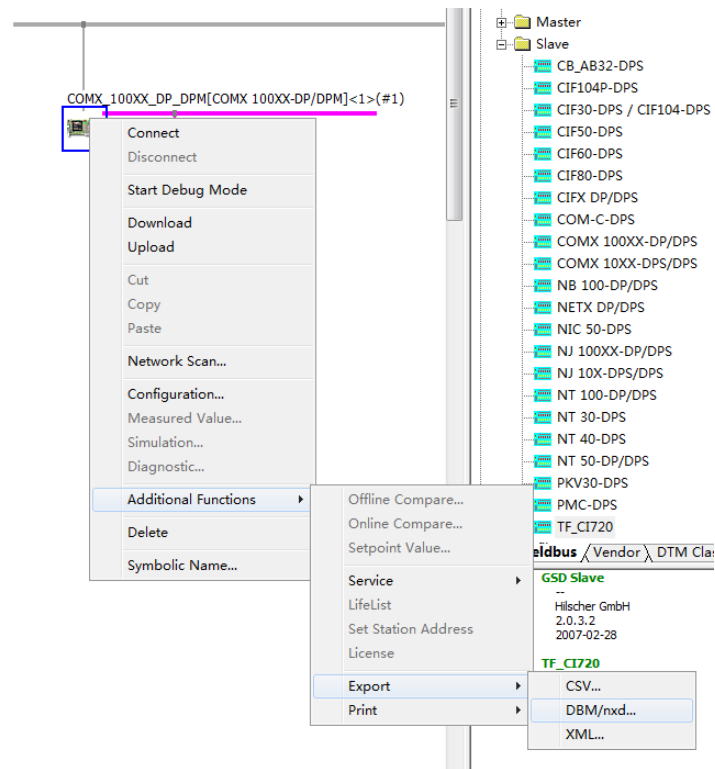 COMX_100XX_DP_DPM[COMX 100XX-DP/DPM]<1>(#1)
Connect
Disconnect
Start Debug Mode
Download
Upload
Cut
Copy
Paste
Network Scan...
Configuration...
Measured Value...
Simulation...
Diagnostic...
Additional Functions
Delete
Symbolic Name...
Offline Compare...
Online Compare...
Setpoint Value...
Service
LifeList
Set Station Address
License
Export
Print
CSV...
DBM/nxd...
XML...
Master
Slave
CB_AB32-DPS
CIF104P-DPS
CIF30-DPS / CIF104-DPS
CIF50-DPS
CIF60-DPS
CIF80-DPS
CIFX DP/DPS
COM-C-DPS
COMX 100XX-DP/DPS
COMX 10XX-DPS/DPS
NB 100-DP/DPS
NETX DP/DPS
NIC 50-DPS
NJ 100XX-DP/DPS
NJ 10X-DPS/DPS
NT 100-DP/DPS
NT 30-DPS
NT 40-DPS
NT 50-DP/DPS
PKV30-DPS
PMC-DPS
TF_CI720
eldbus Vendor DTM Clas
GSD Slave
--
Hilscher GmbH
2.0.3.2
2007-02-28
TF_CI720